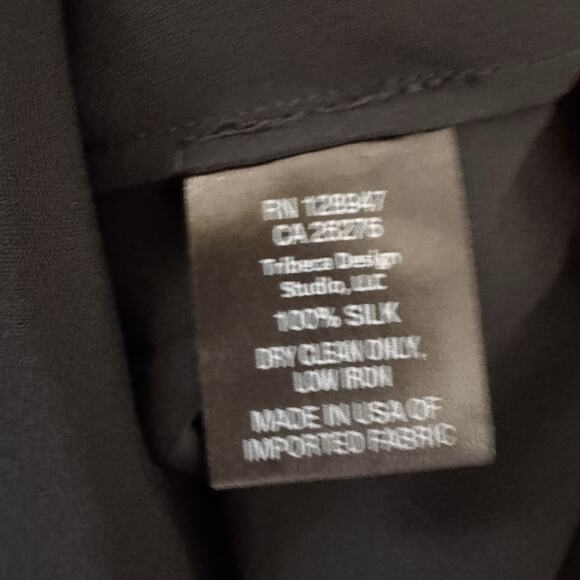 RN 128947
CA 26276
Tribeca Design
Studio, LLC
100% SILK
DRY CLEAN ONLY.
LOW IRON
MADE IN USA OF
IMPORTED FABRIC